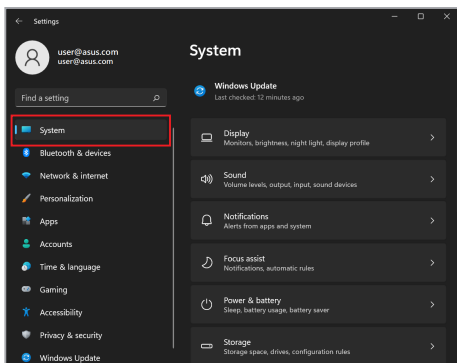 Settings
user@asus.com
user@asus.com
Find a setting
System
Bluetooth & devices
Network & internet
Personalization
Apps
Accounts
Time & language
Gaming
Accessibility
Privacy & security
Windows Update
System
Windows Update
Last checked: 12 minutes ago
Display
Monitors, brightness, night light, display profile
Sound
Volume levels, output, input, sound devices
Notifications
Alerts from apps and system
Focus assist
Notifications, automatic rules
Power & battery
Sleep, battery usage, battery saver
Storage
Storage space, drives, configuration rules